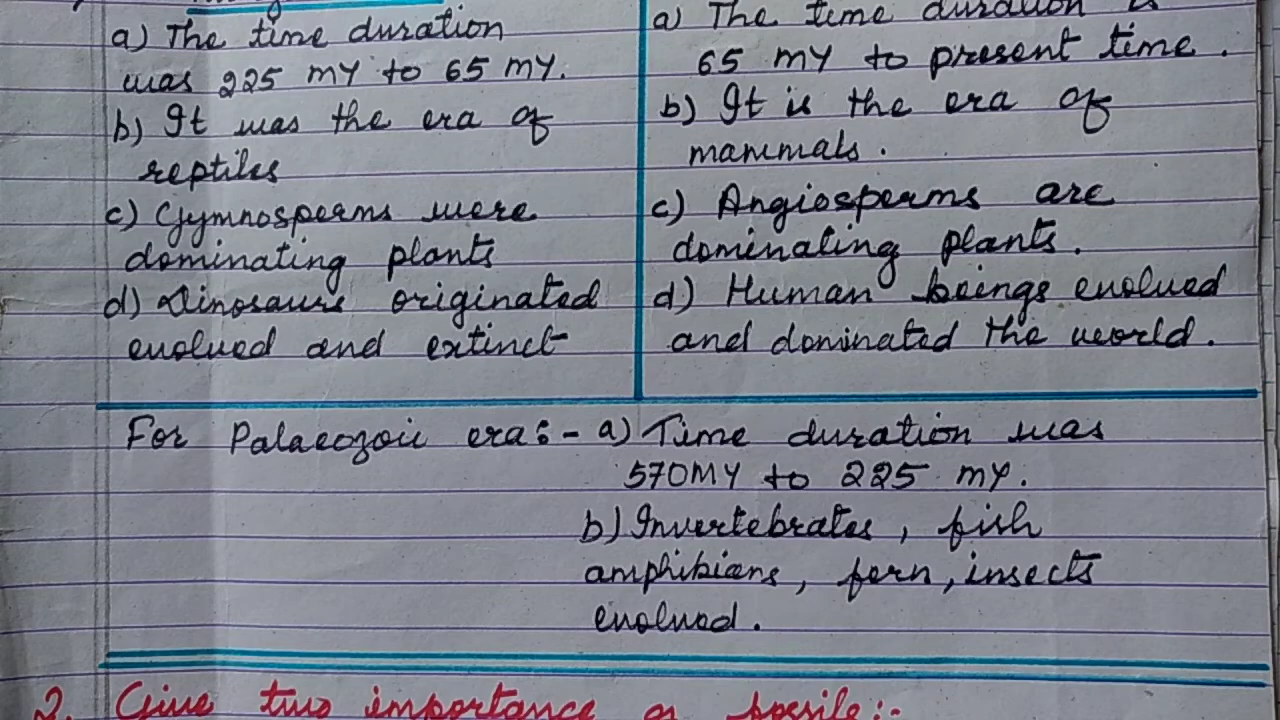 a) The time duration
was 225 my to 65 my.
b) It was the era of
reptiles
c) Gymnosperms were
dominating plants
d) Dinosaurs originated
evolved and extinct
a) The time duration is
65 my to present time.
b) It is the era of
mammals.
c) Angiosperms are
dominating plants.
d) Human beings evolved
and dominated the world.
For Palaeozoic era:- a) Time duration was
570MY to 225 my.
b) Invertebrates, fish
amphibians, fern, insects
evolved.
2. Give two importance of fossile:-